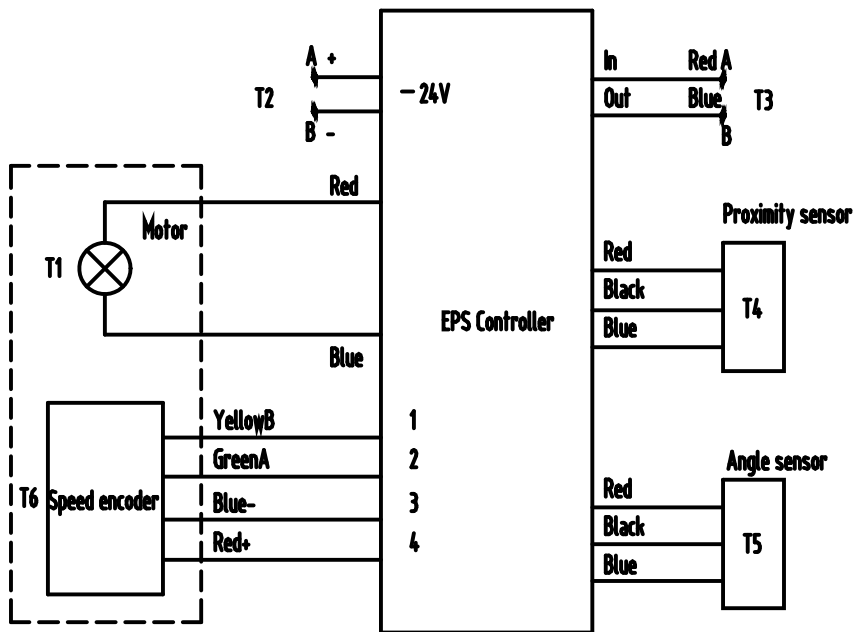 A +
T2
B -
- 24V
In Red A
Out Blue T3
B
Red
Motor
T1
Blue
EPS Controller
Proximity sensor
Red
Black
Blue
T4
YellowB 1
GreenA 2
Blue- 3
Red+ 4
T6 Speed encoder
Angle sensor
Red
Black
Blue
T5